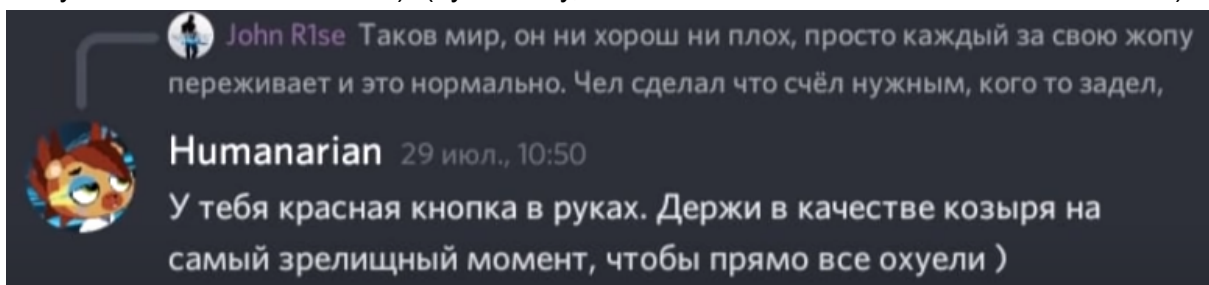 John R1se Таков мир, он ни хорош ни плох, просто каждый за свою жопу
переживает и это нормально. Чел сделал что счёл нужным, кого то задел,
Humanarian 29 июл., 10:50
У тебя красная кнопка в руках. Держи в качестве козыря на
самый зрелищный момент, чтобы прямо все охуели )